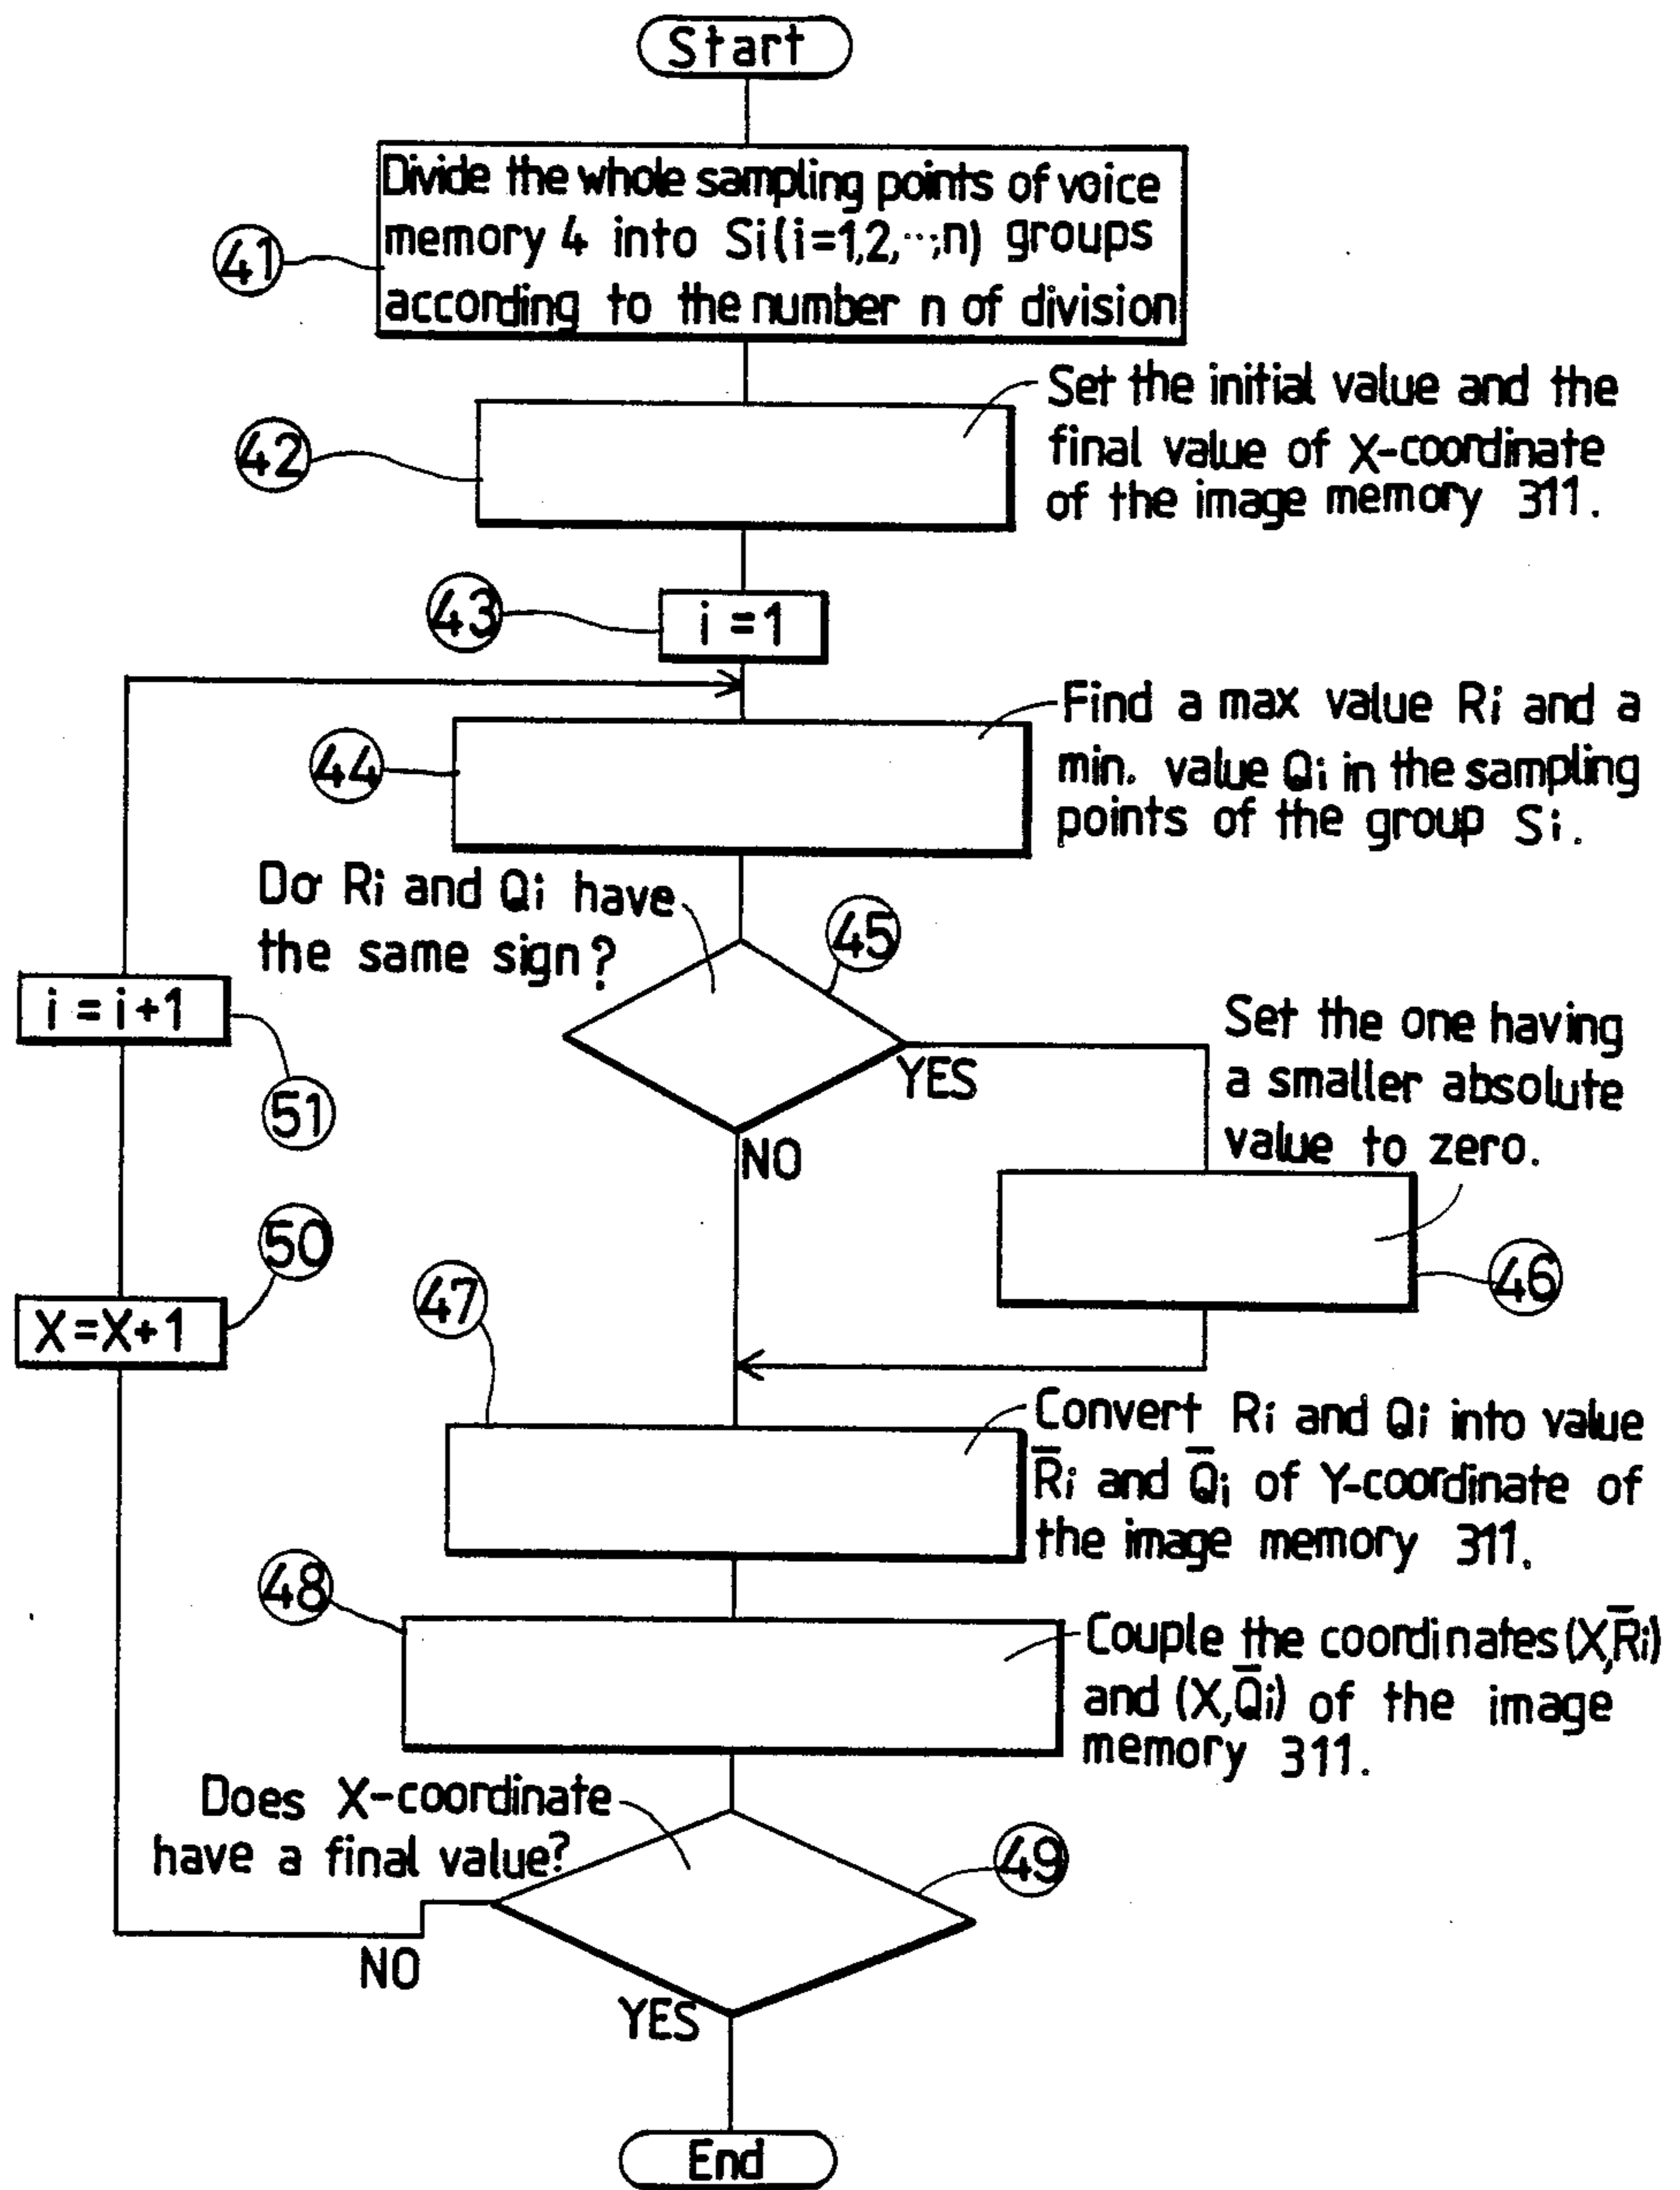 Start
Divide the whole sampling points of voice
memory 4 into Si(i=1,2,...,n) groups
according to the number n of division
41
Set the initial value and the
final value of X-coordinate
of the image memory 311.
42
43
i=1
Find a max value Ri and a
min. value Qi in the sampling
points of the group Si.
44
Do Ri and Qi have
the same sign?
45
i=i+1
YES
Set the one having
a smaller absolute
value to zero.
51
NO
50
46
47
X=X+1
Convert Ri and Qi into value
R̄i and Q̄i of Y-coordinate of
the image memory 311.
48
Couple the coordinates (X,R̄i)
and (X,Q̄i) of the image
memory 311.
Does X-coordinate
have a final value?
49
NO
YES
End